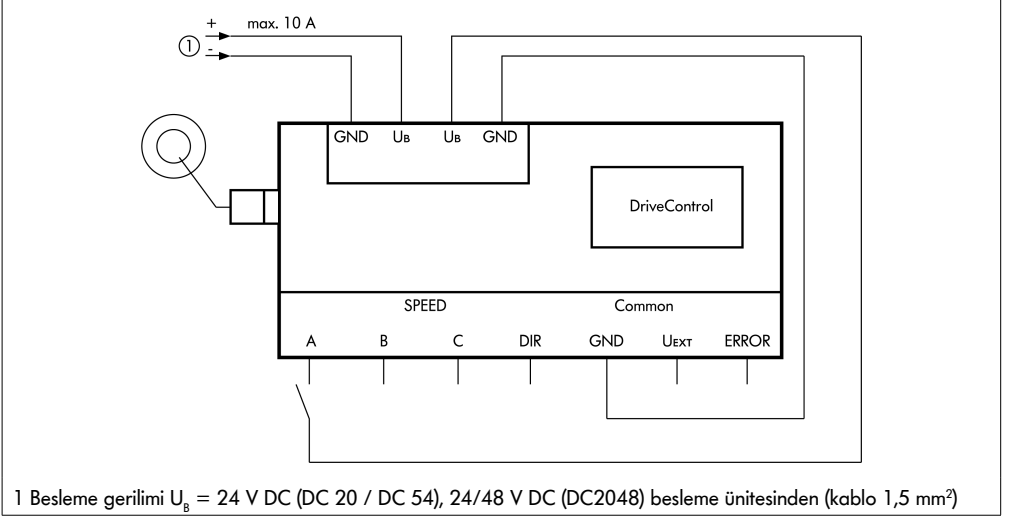 + max. 10 A
1
-
GND UB UB GND
DriveControl
SPEED Common
A B C DIR GND UEXT ERROR
1 Besleme gerilimi UB = 24 V DC (DC 20 / DC 54), 24/48 V DC (DC2048) besleme ünitesinden (kablo 1,5 mm²)